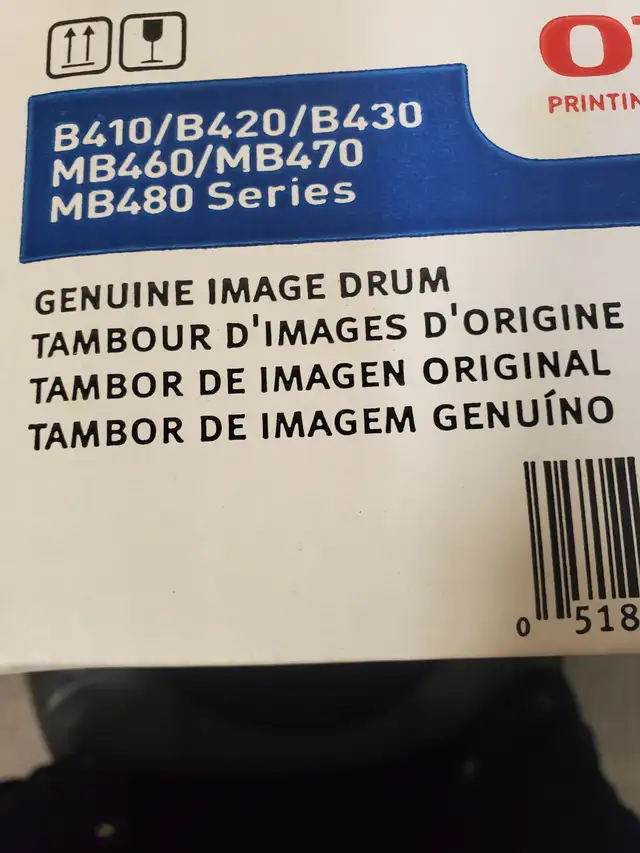 B410/B420/B430
MB460/MB470
MB480 Series
GENUINE IMAGE DRUM
TAMBOUR D'IMAGES D'ORIGINE
TAMBOR DE IMAGEN ORIGINAL
TAMBOR DE IMAGEM GENUÍNO
0 518